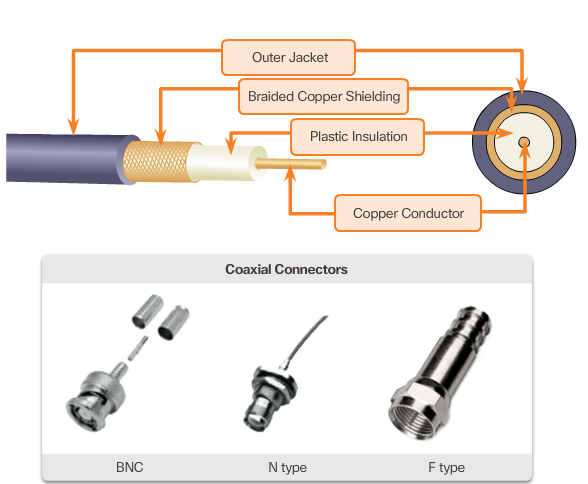 Outer Jacket
Braided Copper Shielding
Plastic Insulation
Copper Conductor
Coaxial Connectors
BNC
N type
F type